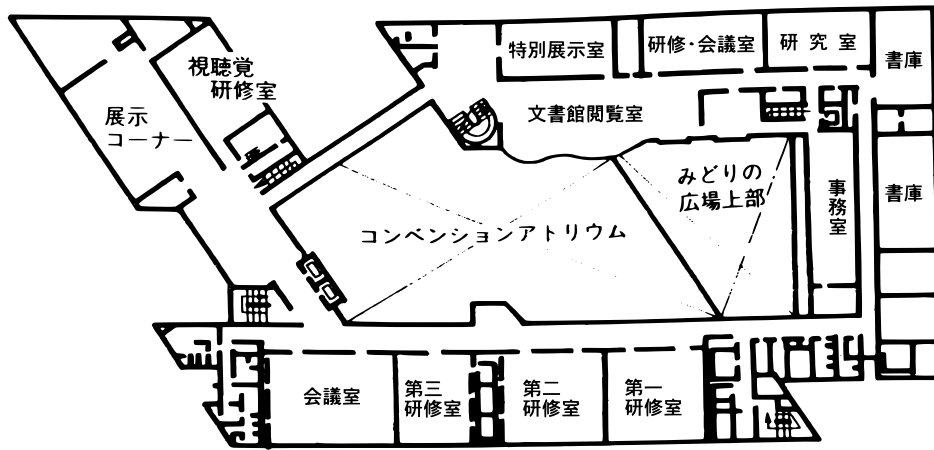 特別展示室
研修・会議室
研究室
書庫
視聴覚
研修室
展示
コーナー
文書館閲覧室
みどりの
広場上部
事務室
書庫
コンベンションアトリウム
会議室
第三
研修室
第二
研修室
第一
研修室